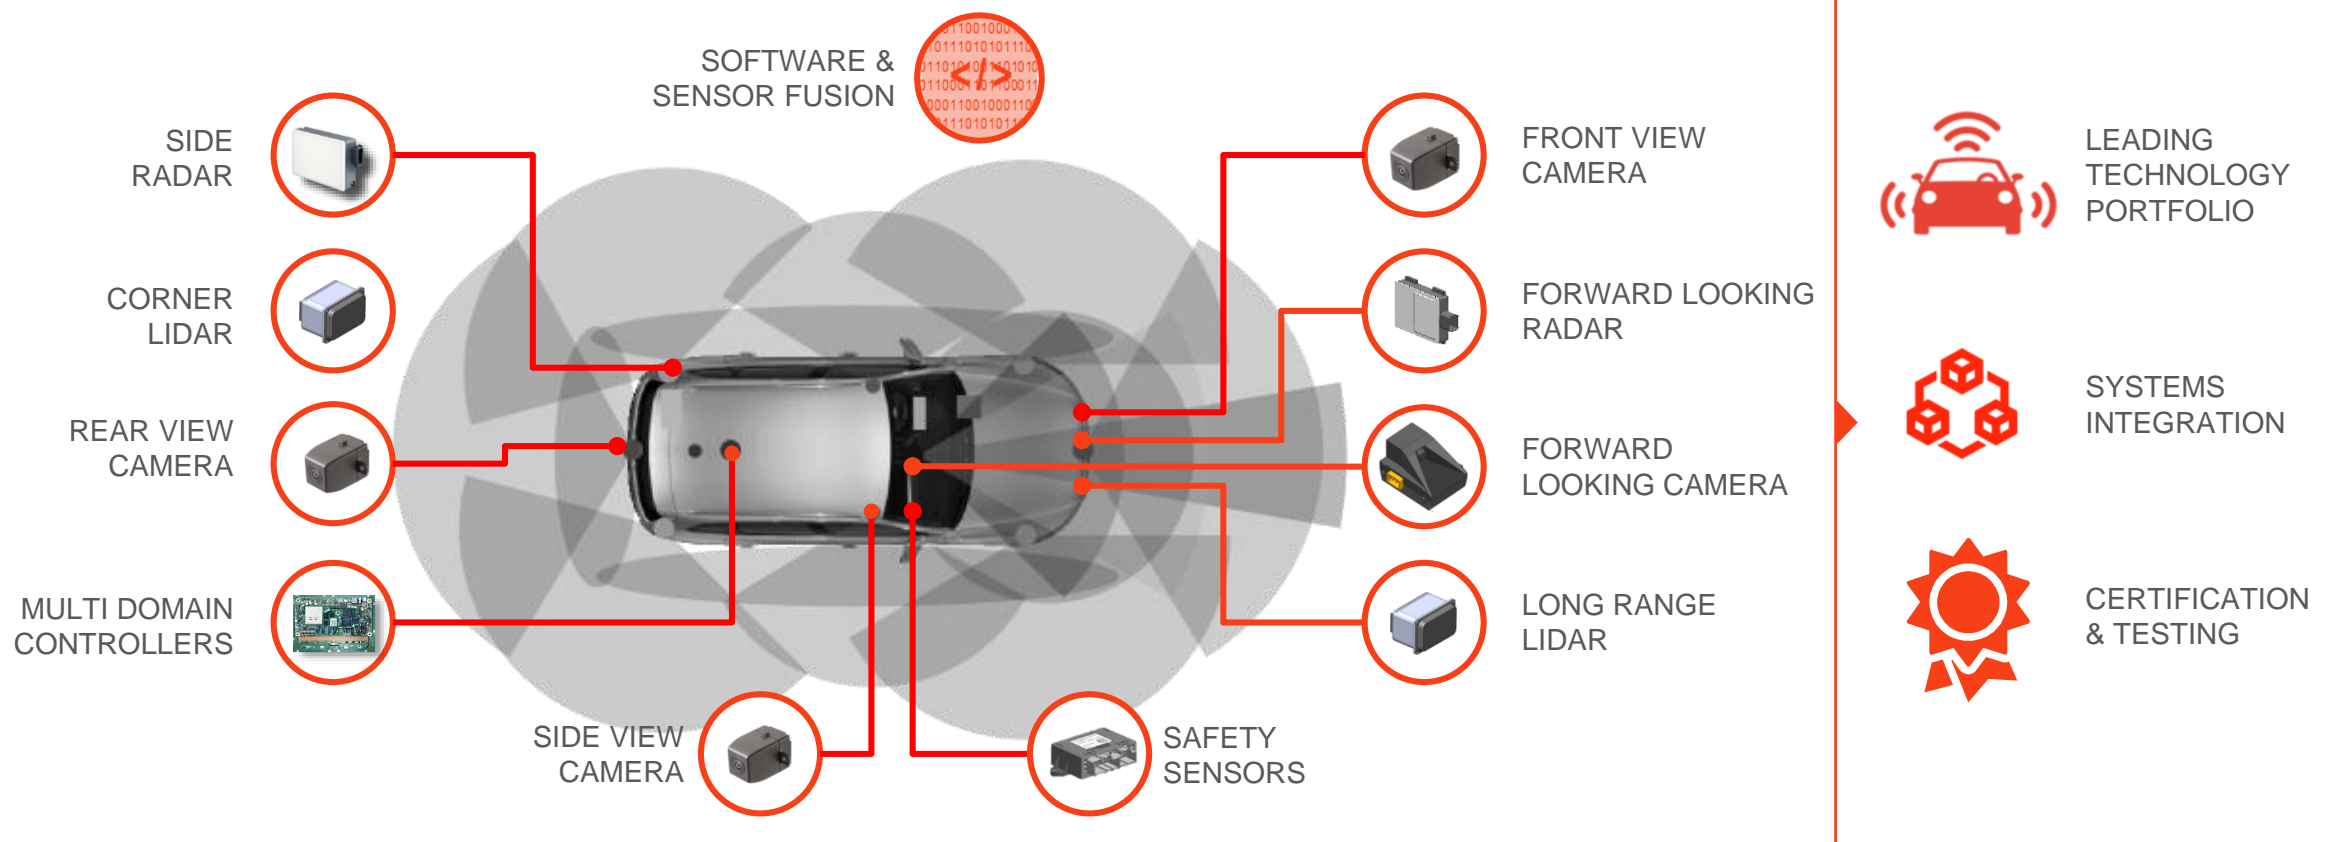 SOFTWARE &
SENSOR FUSION
SIDE
RADAR
CORNER
LIDAR
REAR VIEW
CAMERA
MULTI DOMAIN
CONTROLLERS
SIDE VIEW
CAMERA
SAFETY
SENSORS
FRONT VIEW
CAMERA
FORWARD LOOKING
RADAR
FORWARD
LOOKING CAMERA
LONG RANGE
LIDAR
LEADING
TECHNOLOGY
PORTFOLIO
SYSTEMS
INTEGRATION
CERTIFICATION
& TESTING